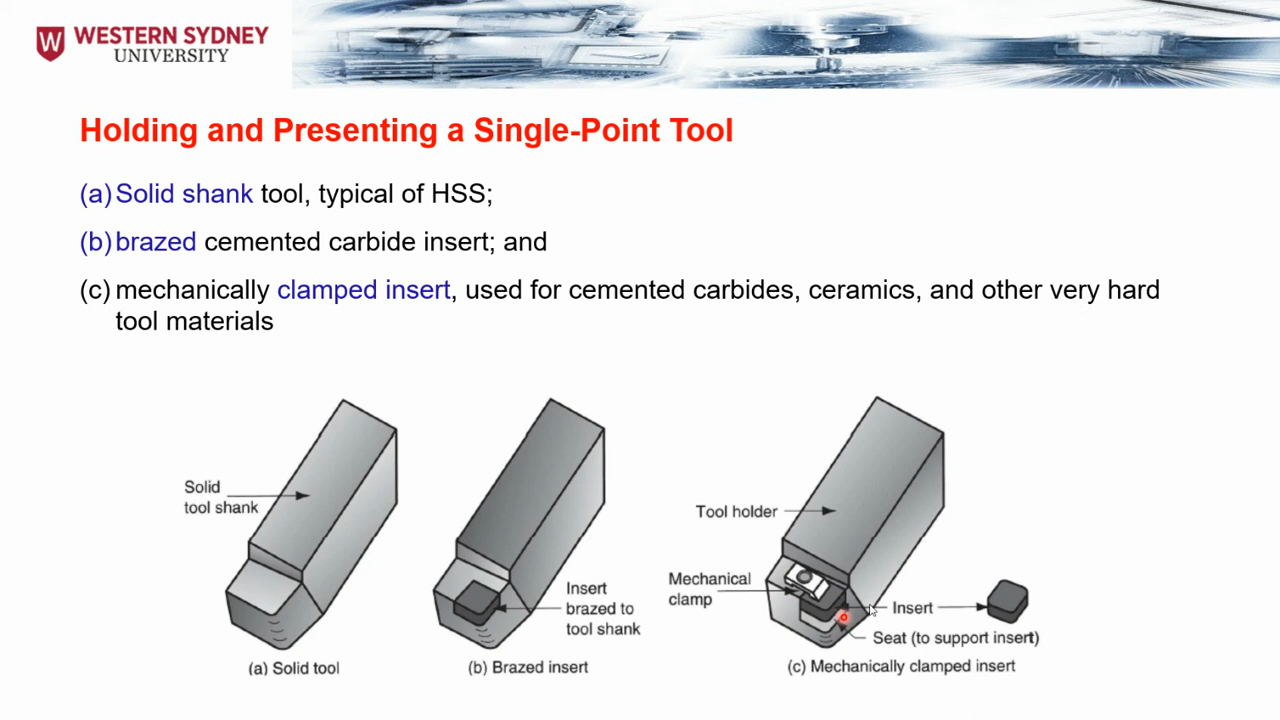 WESTERN SYDNEY
UNIVERSITY
Holding and Presenting a Single-Point Tool
(a) Solid shank tool, typical of HSS;
(b) brazed cemented carbide insert; and
(c) mechanically clamped insert, used for cemented carbides, ceramics, and other very hard
tool materials
Solid
tool shank
(a) Solid tool
Insert
brazed to
tool shank
(b) Brazed insert
Tool holder
Mechanical
clamp
Insert
Seat (to support insert)
(c) Mechanically clamped insert